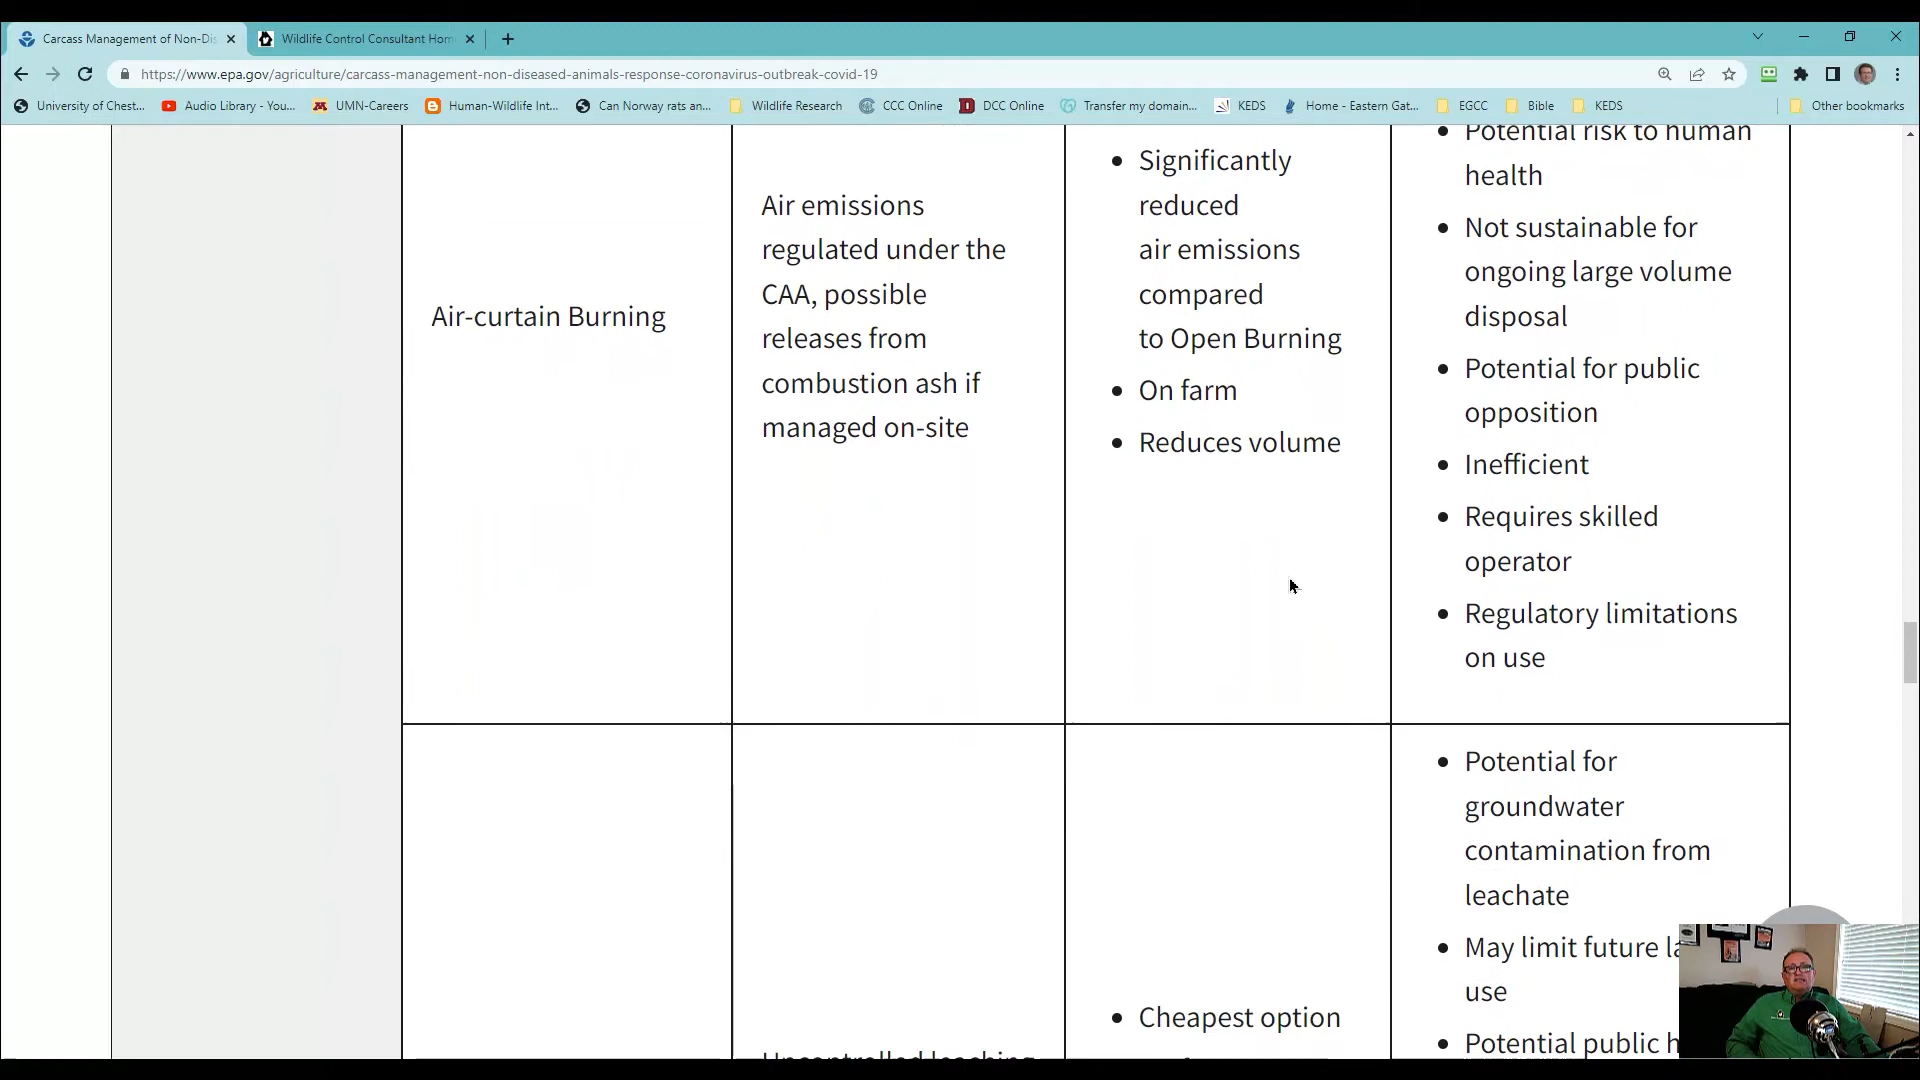 Carcass Management of Non-Dis
Wildlife Control Consultant Hom
https://www.epa.gov/agriculture/carcass-management-non-diseased-animals-response-coronavirus-outbreak-covid-19
University of Chest...
Audio Library - You...
UMN-Careers
Human-Wildlife Int...
Can Norway rats an...
Wildlife Research
CCC Online
DCC Online
Transfer my domain...
KEDS
Home - Eastern Gat...
EGCC
Bible
KEDS
Other bookmarks
Air-curtain Burning
Air emissions
regulated under the
CAA, possible
releases from
combustion ash if
managed on-site
• Significantly
reduced
air emissions
compared
to Open Burning
• On farm
• Reduces volume
• Potential risk to human
health
• Not sustainable for
ongoing large volume
disposal
• Potential for public
opposition
• Inefficient
• Requires skilled
operator
• Regulatory limitations
on use
Uncontrolled leaching
• Cheapest option
• Potential for
groundwater
contamination from
leachate
• May limit future la
use
• Potential public h